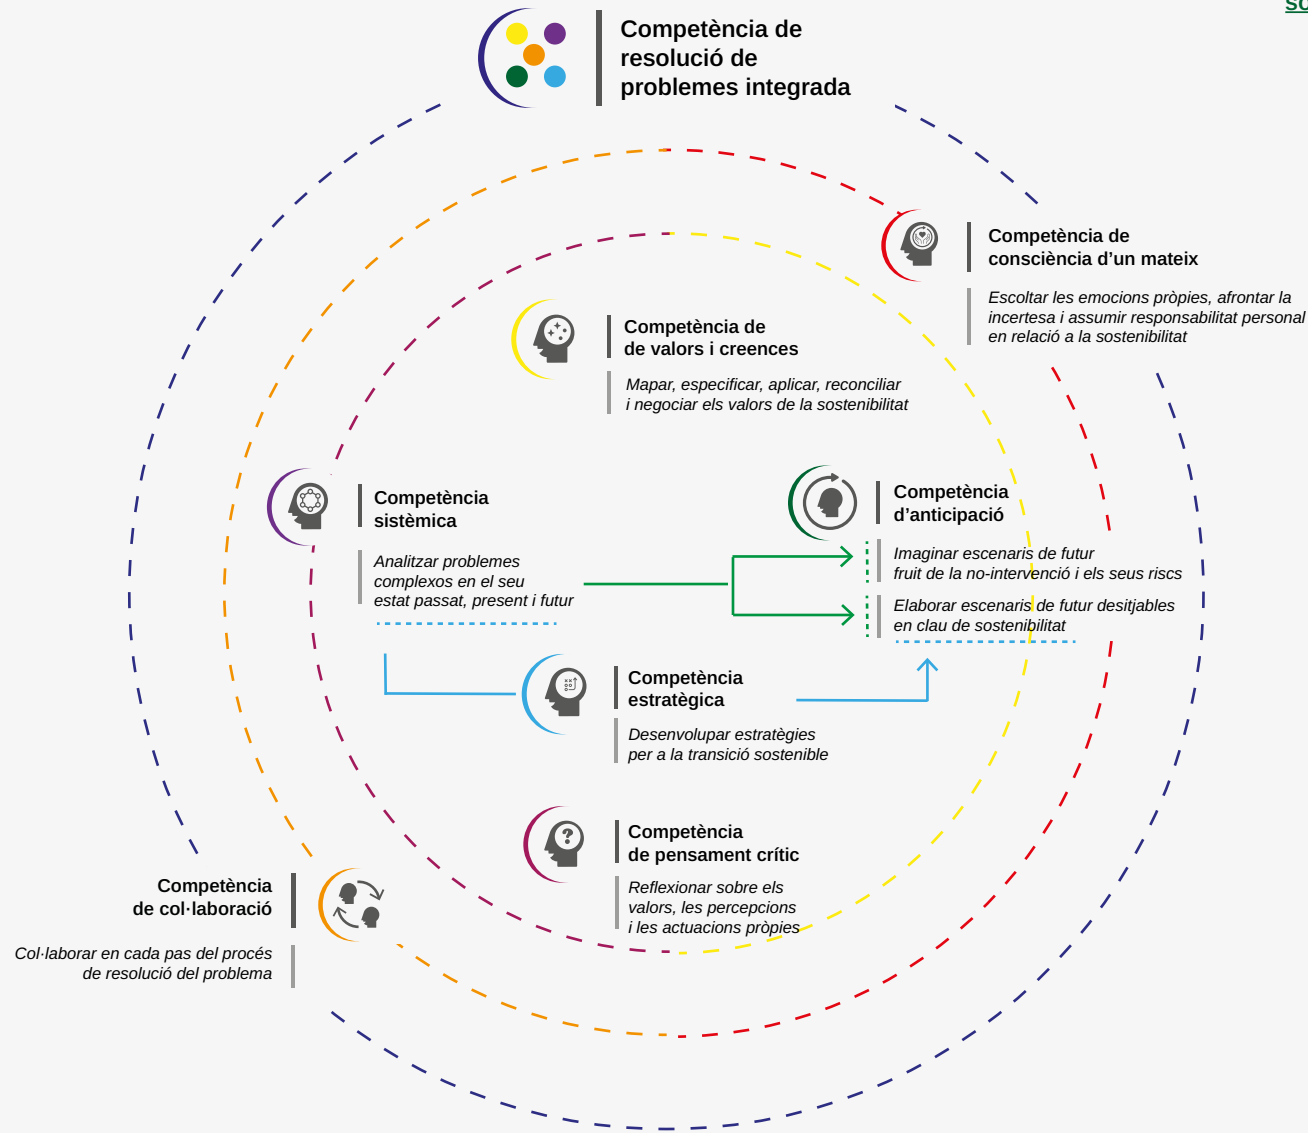 Competència de
resolució de
problemes integrada
Competència de
consciència d’un mateix
Escoltar les emocions pròpies, afrontar la
incertesa i assumir responsabilitat personal
en relació a la sostenibilitat
Competència de
de valors i creences
Mapar, especificar, aplicar, reconciliar
i negociar els valors de la sostenibilitat
Competència
sistèmica
Analitzar problemes
complexos en el seu
estat passat, present i futur
Competència
d’anticipació
Imaginar escenaris de futur
fruit de la no-intervenció i els seus riscs
Elaborar escenaris de futur desitjables
en clau de sostenibilitat
Competència
estratègica
Desenvolupar estratègies
per a la transició sostenible
Competència
de pensament crític
Reflexionar sobre els
valors, les percepcions
i les actuacions pròpies
Competència
de col·laboració
Col·laborar en cada pas del procés
de resolució del problema